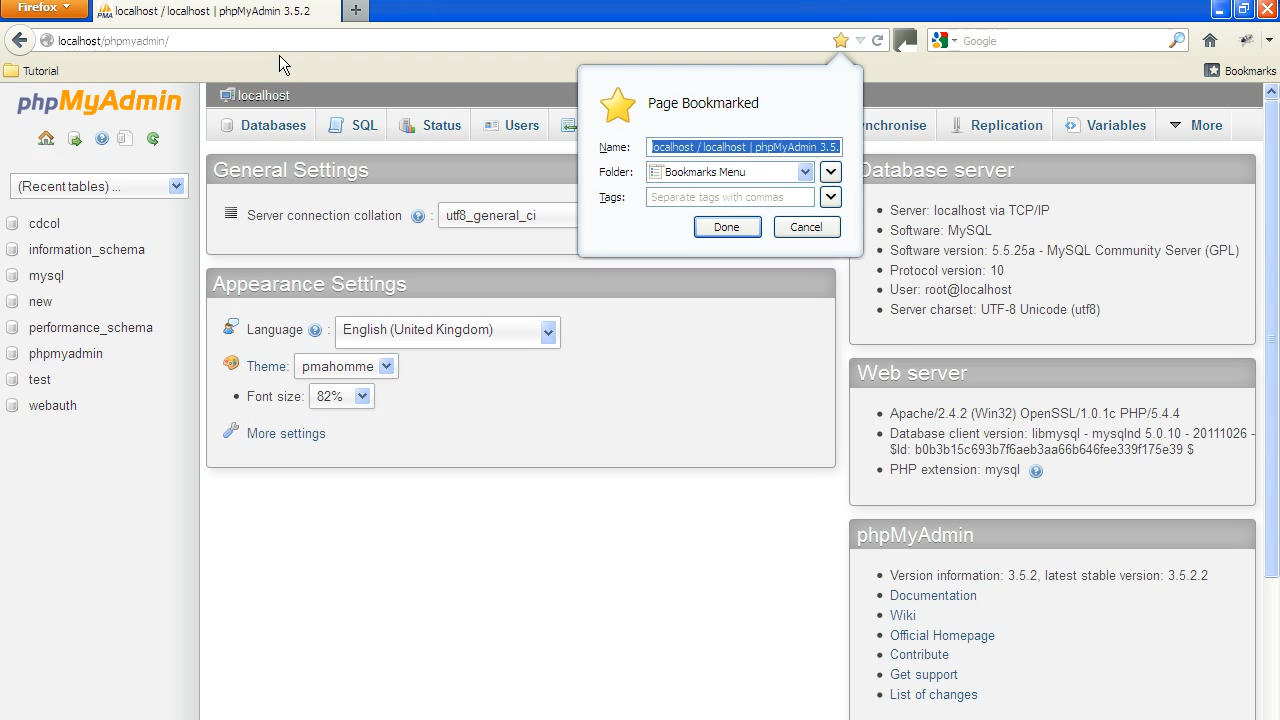 Firefox
localhost / localhost | phpMyAdmin 3.5.2
localhost/phpmyadmin/
Google
Tutorial
Bookmarks
phpMyAdmin
(Recent tables) ...
cdcol
information_schema
mysql
new
performance_schema
phpmyadmin
test
webauth
localhost
Databases
SQL
Status
Users
ynchronise
Replication
Variables
More
Page Bookmarked
Name: localhost / localhost | phpMyAdmin 3.5.
Folder: Bookmarks Menu
Tags: Separate tags with commas
Done
Cancel
General Settings
Server connection collation :
utf8_general_ci
Appearance Settings
Language :
English (United Kingdom)
Theme: pmahomme
Font size: 82%
More settings
Database server
Server: localhost via TCP/IP
Software: MySQL
Software version: 5.5.25a - MySQL Community Server (GPL)
Protocol version: 10
User: root@localhost
Server charset: UTF-8 Unicode (utf8)
Web server
Apache/2.4.2 (Win32) OpenSSL/1.0.1c PHP/5.4.4
Database client version: libmysql - mysqlnd 5.0.10 - 20111026 -
$Id: b0b3b15c693b7f6aeb3aa66b646fee339f175e39 $
PHP extension: mysql
phpMyAdmin
Version information: 3.5.2, latest stable version: 3.5.2.2
Documentation
Wiki
Official Homepage
Contribute
Get support
List of changes